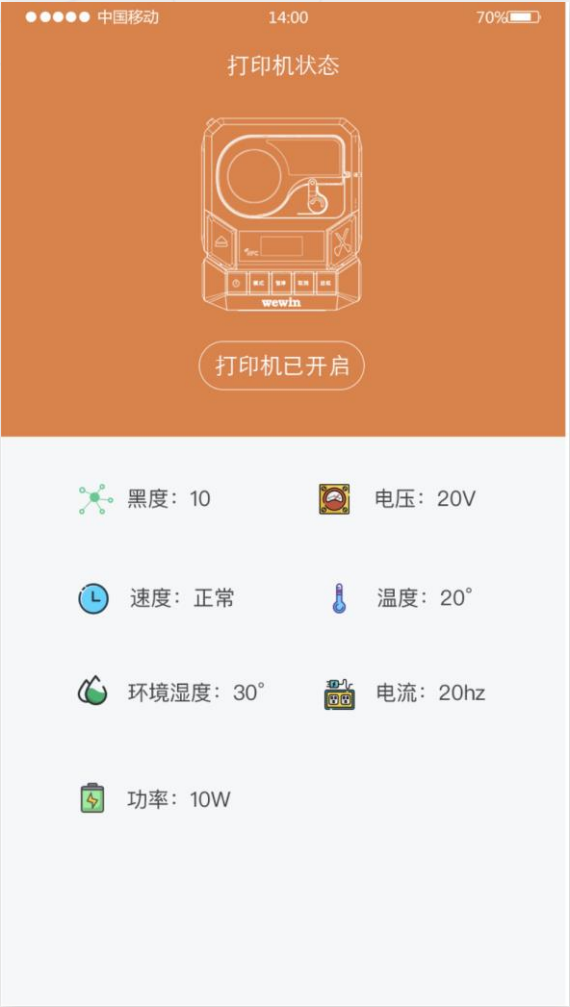 中国移动 14:00 70%
打印机状态
wewin
打印机已开启
黑度：10 电压：20V
速度：正常 温度：20°
环境湿度：30° 电流：20hz
功率：10W